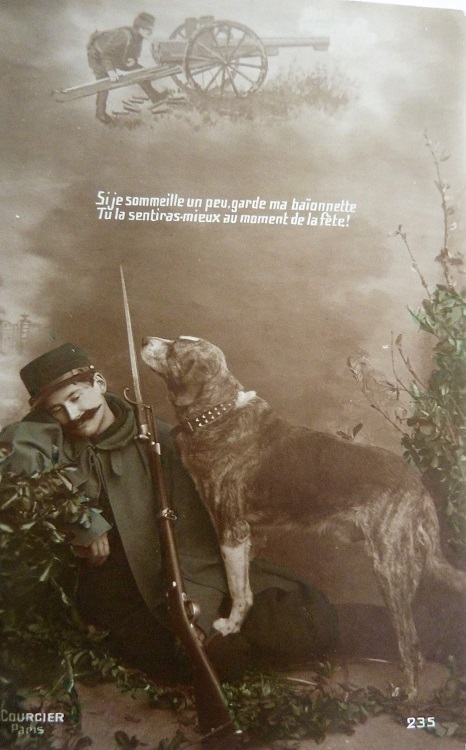 Si je sommeille un peu, garde ma baïonnette
Tu la sentiras-mieux au moment de la fête!
COURCIER
Paris
235